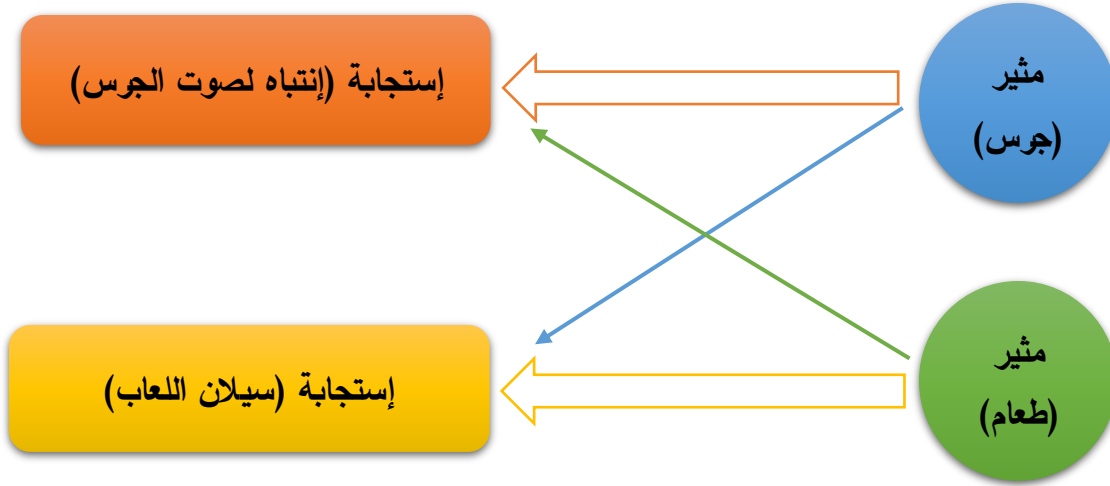 مثير
(جرس)
إستجابة (إنتباه لصوت الجرس)
مثير
(طعام)
إستجابة (سيلان اللعاب)